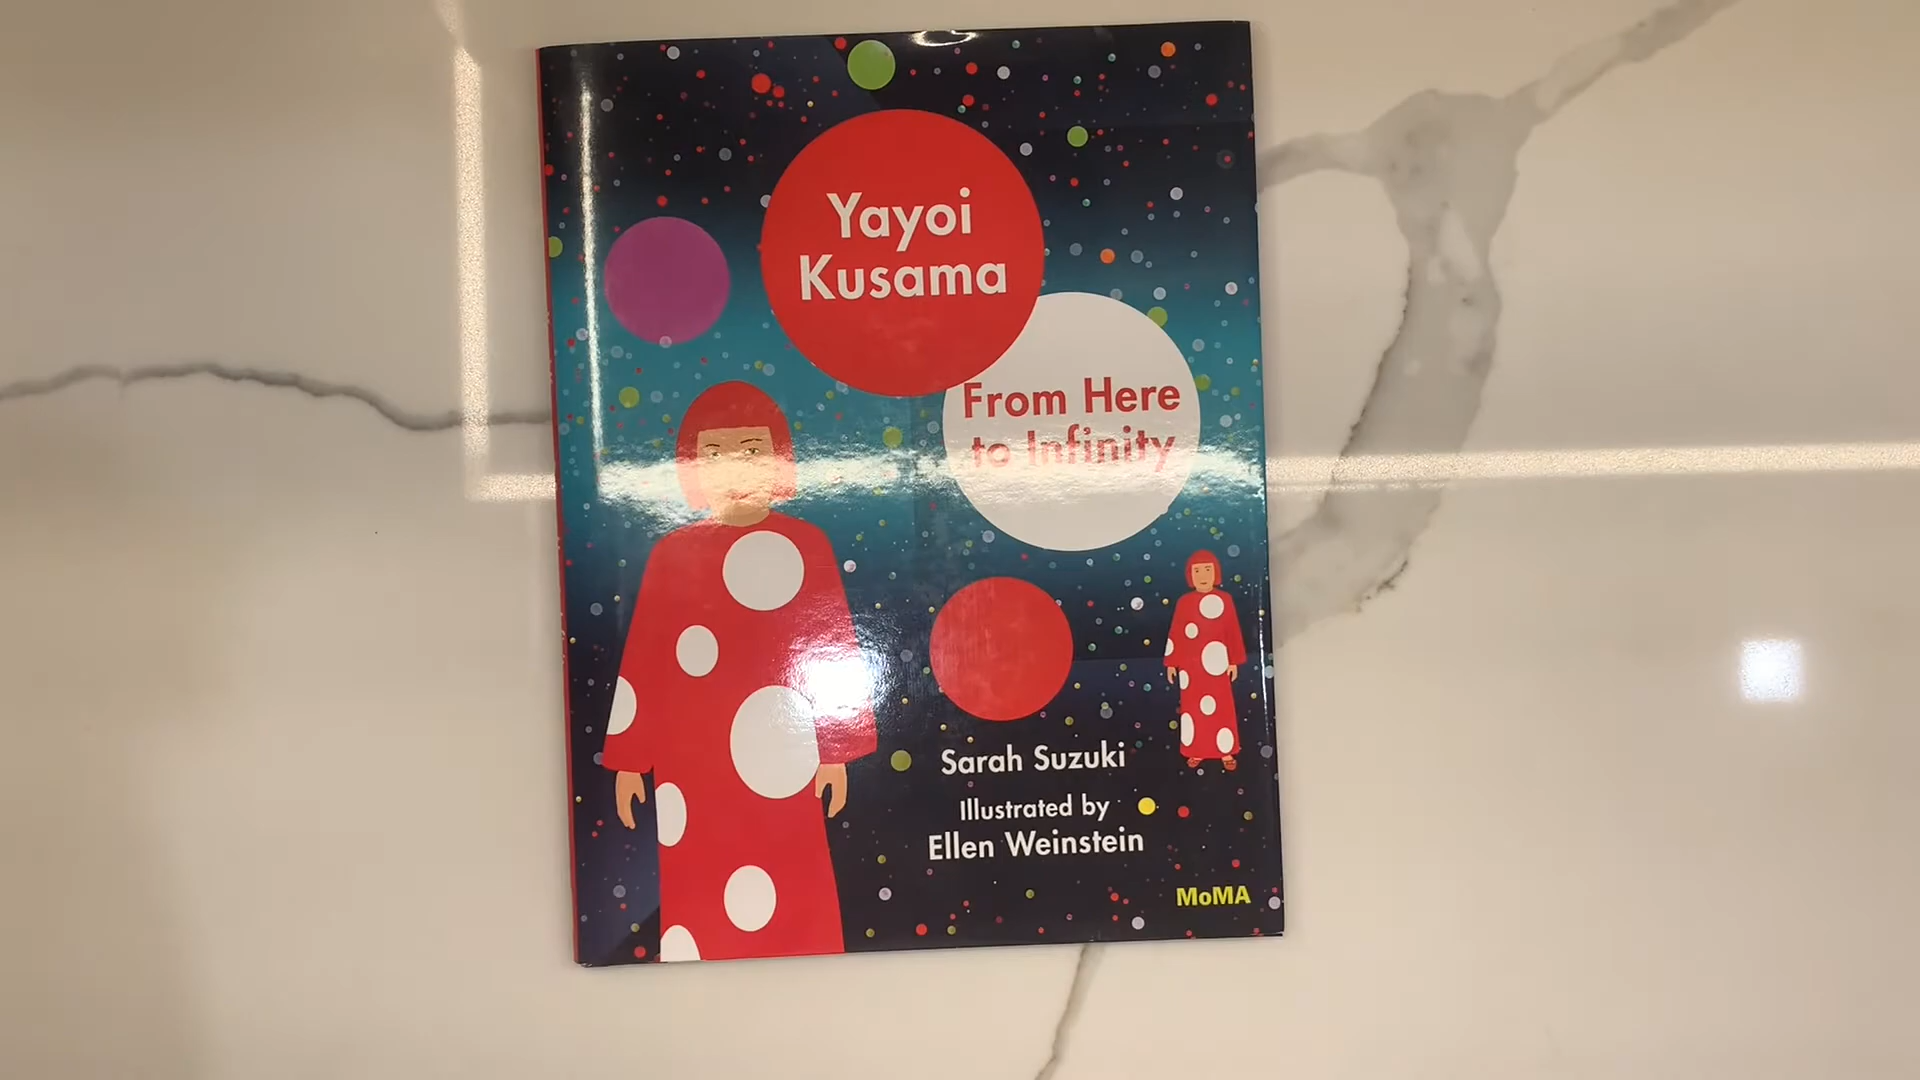 Yayoi
Kusama
From Here
to Infinity
Sarah Suzuki
Illustrated by
Ellen Weinstein
MoMA